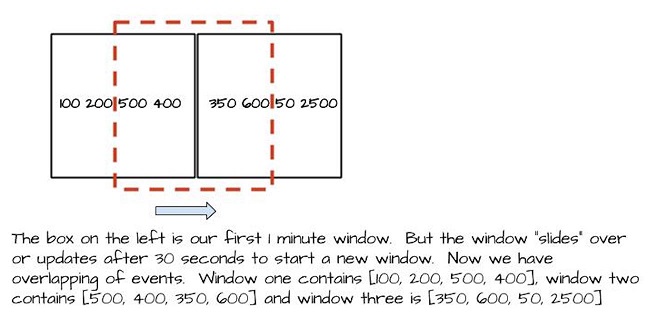 100 200 500 400 350 600 50 2500
The box on the left is our first 1 minute window. But the window "slides" over
or updates after 30 seconds to start a new window. Now we have
overlapping of events. Window one contains [100, 200, 500, 400], window two
contains [500, 400, 350, 600] and window three is [350, 600, 50, 2500]